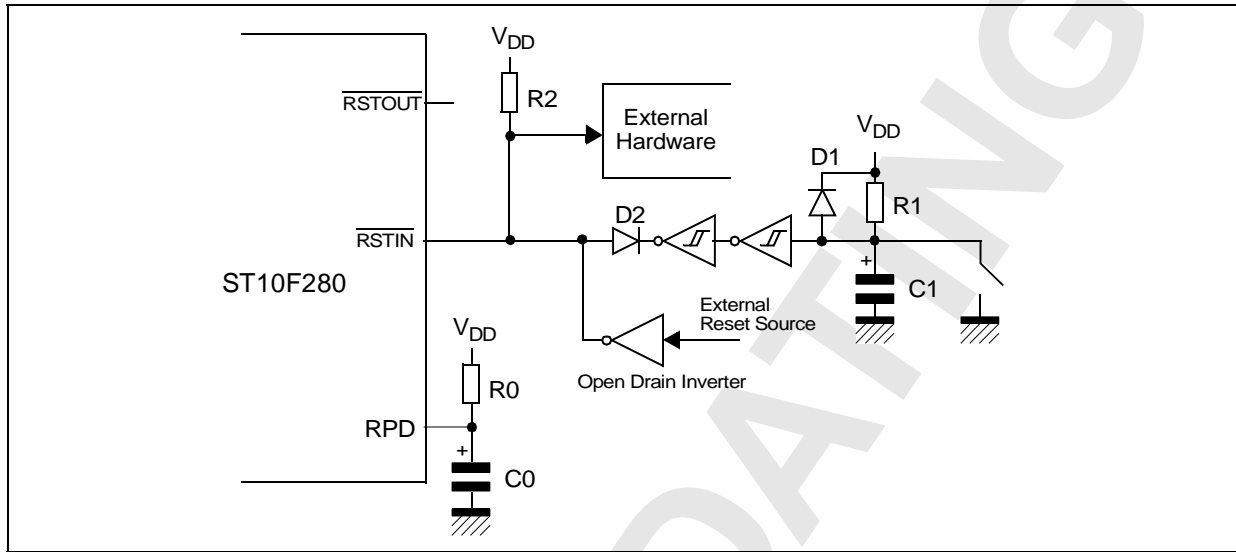 VDD
RSTOUT
R2
External
Hardware
VDD
D1
R1
D2
RSTIN
ST10F280
+
C1
External
Reset Source
VDD
Open Drain Inverter
R0
RPD
+
C0
DATING